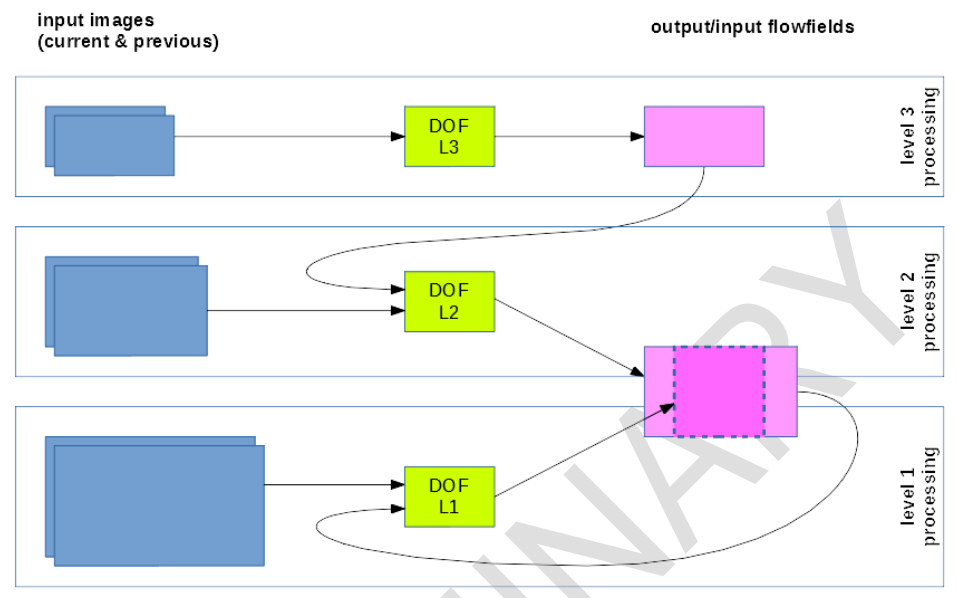 input images
(current & previous)
output/input flowfields
DOF
L3
level 3
processing
DOF
L2
level 2
processing
DOF
L1
level 1
processing
INARY